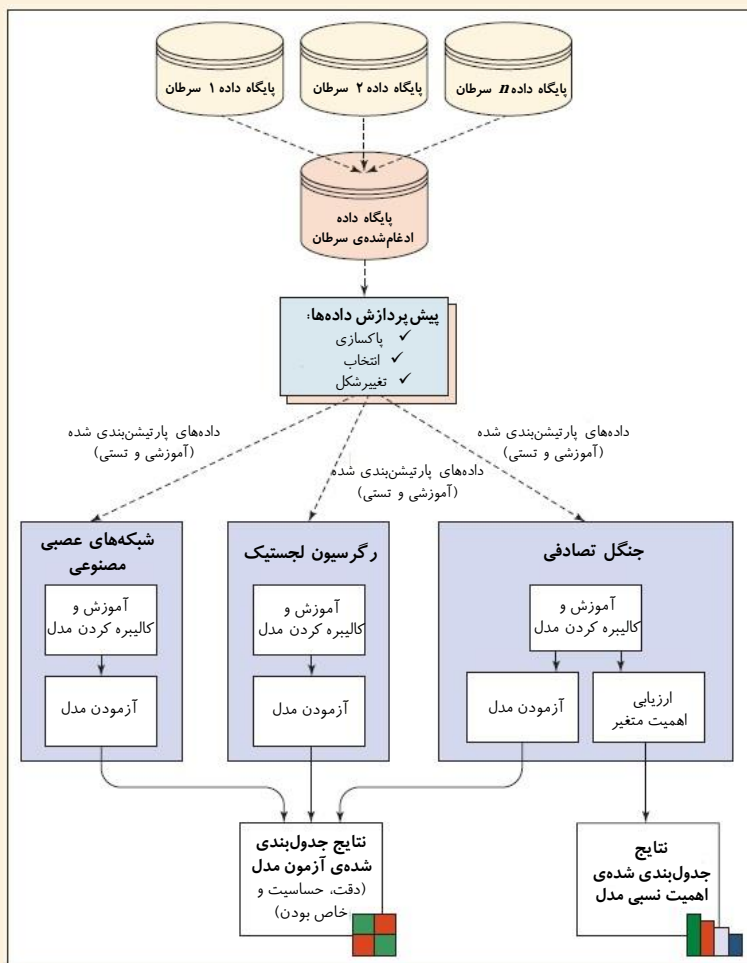 پایگاه داده ۱ سرطان
پایگاه داده ۲ سرطان
پایگاه داده n سرطان
پایگاه داده
ادغام‌شده‌ی سرطان
پیش‌پردازش داده‌ها:
✓ پاکسازی
✓ انتخاب
✓ تغییرشکل
داده‌های پارتیشن‌بندی شده
(آموزشی و تستی)
داده‌های پارتیشن‌بندی شده
(آموزشی و تستی)
داده‌های پارتیشن‌بندی شده
(آموزشی و تستی)
شبکه‌های عصبی
مصنوعی
آموزش و
کالیبره کردن مدل
آزمودن مدل
رگرسیون لجستیک
آموزش و
کالیبره کردن مدل
آزمودن مدل
جنگل تصادفی
آموزش و
کالیبره کردن مدل
آزمودن مدل
ارزیابی
اهمیت متغیر
نتایج جدول‌بندی
شده‌ی آزمون مدل
(دقت، حساسیت و
خاص بودن)
نتایج
جدول‌بندی شده‌ی
اهمیت نسبی مدل